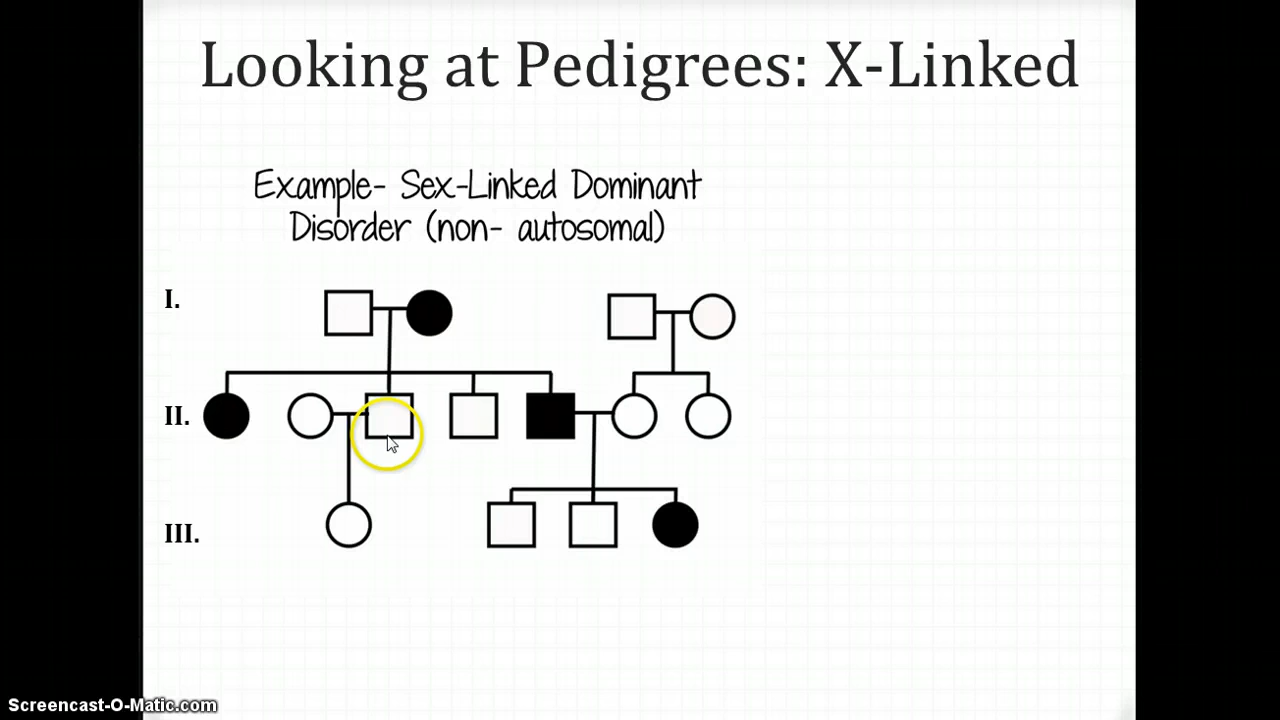 Looking at Pedigrees: X-Linked
Example- Sex-Linked Dominant
Disorder (non- autosomal)
I.
II.
III.
Screencast-O-Matic.com